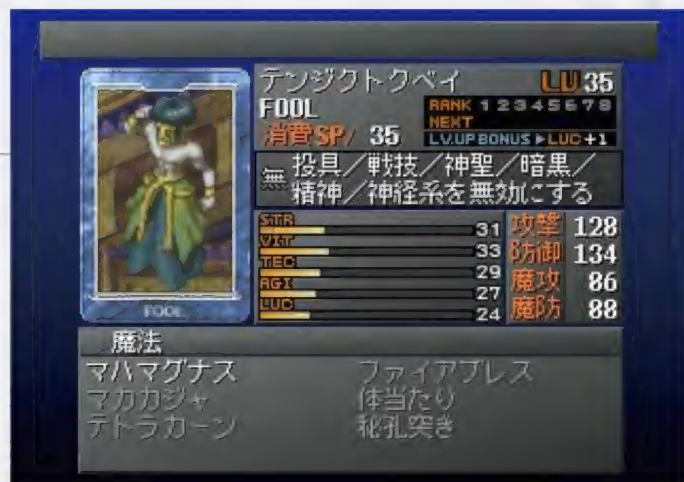 テンジクトクベイ LV 35
FOOL
RANK 1 2 3 4 5 6 7 8
NEXT
消費SP/ 35
LV.UP BONUS ▶ LUC+1
無 投具/戦技/神聖/暗黒/
精神/神経系を無効にする
STR 31
VIT 33
TEC 29
AGI 27
LUC 24
攻撃 128
防御 134
魔攻 86
魔防 88
FOOL
魔法
マハマグナス ファイアブレス
マカカジャ 体当たり
テトラカーン 秘孔突き